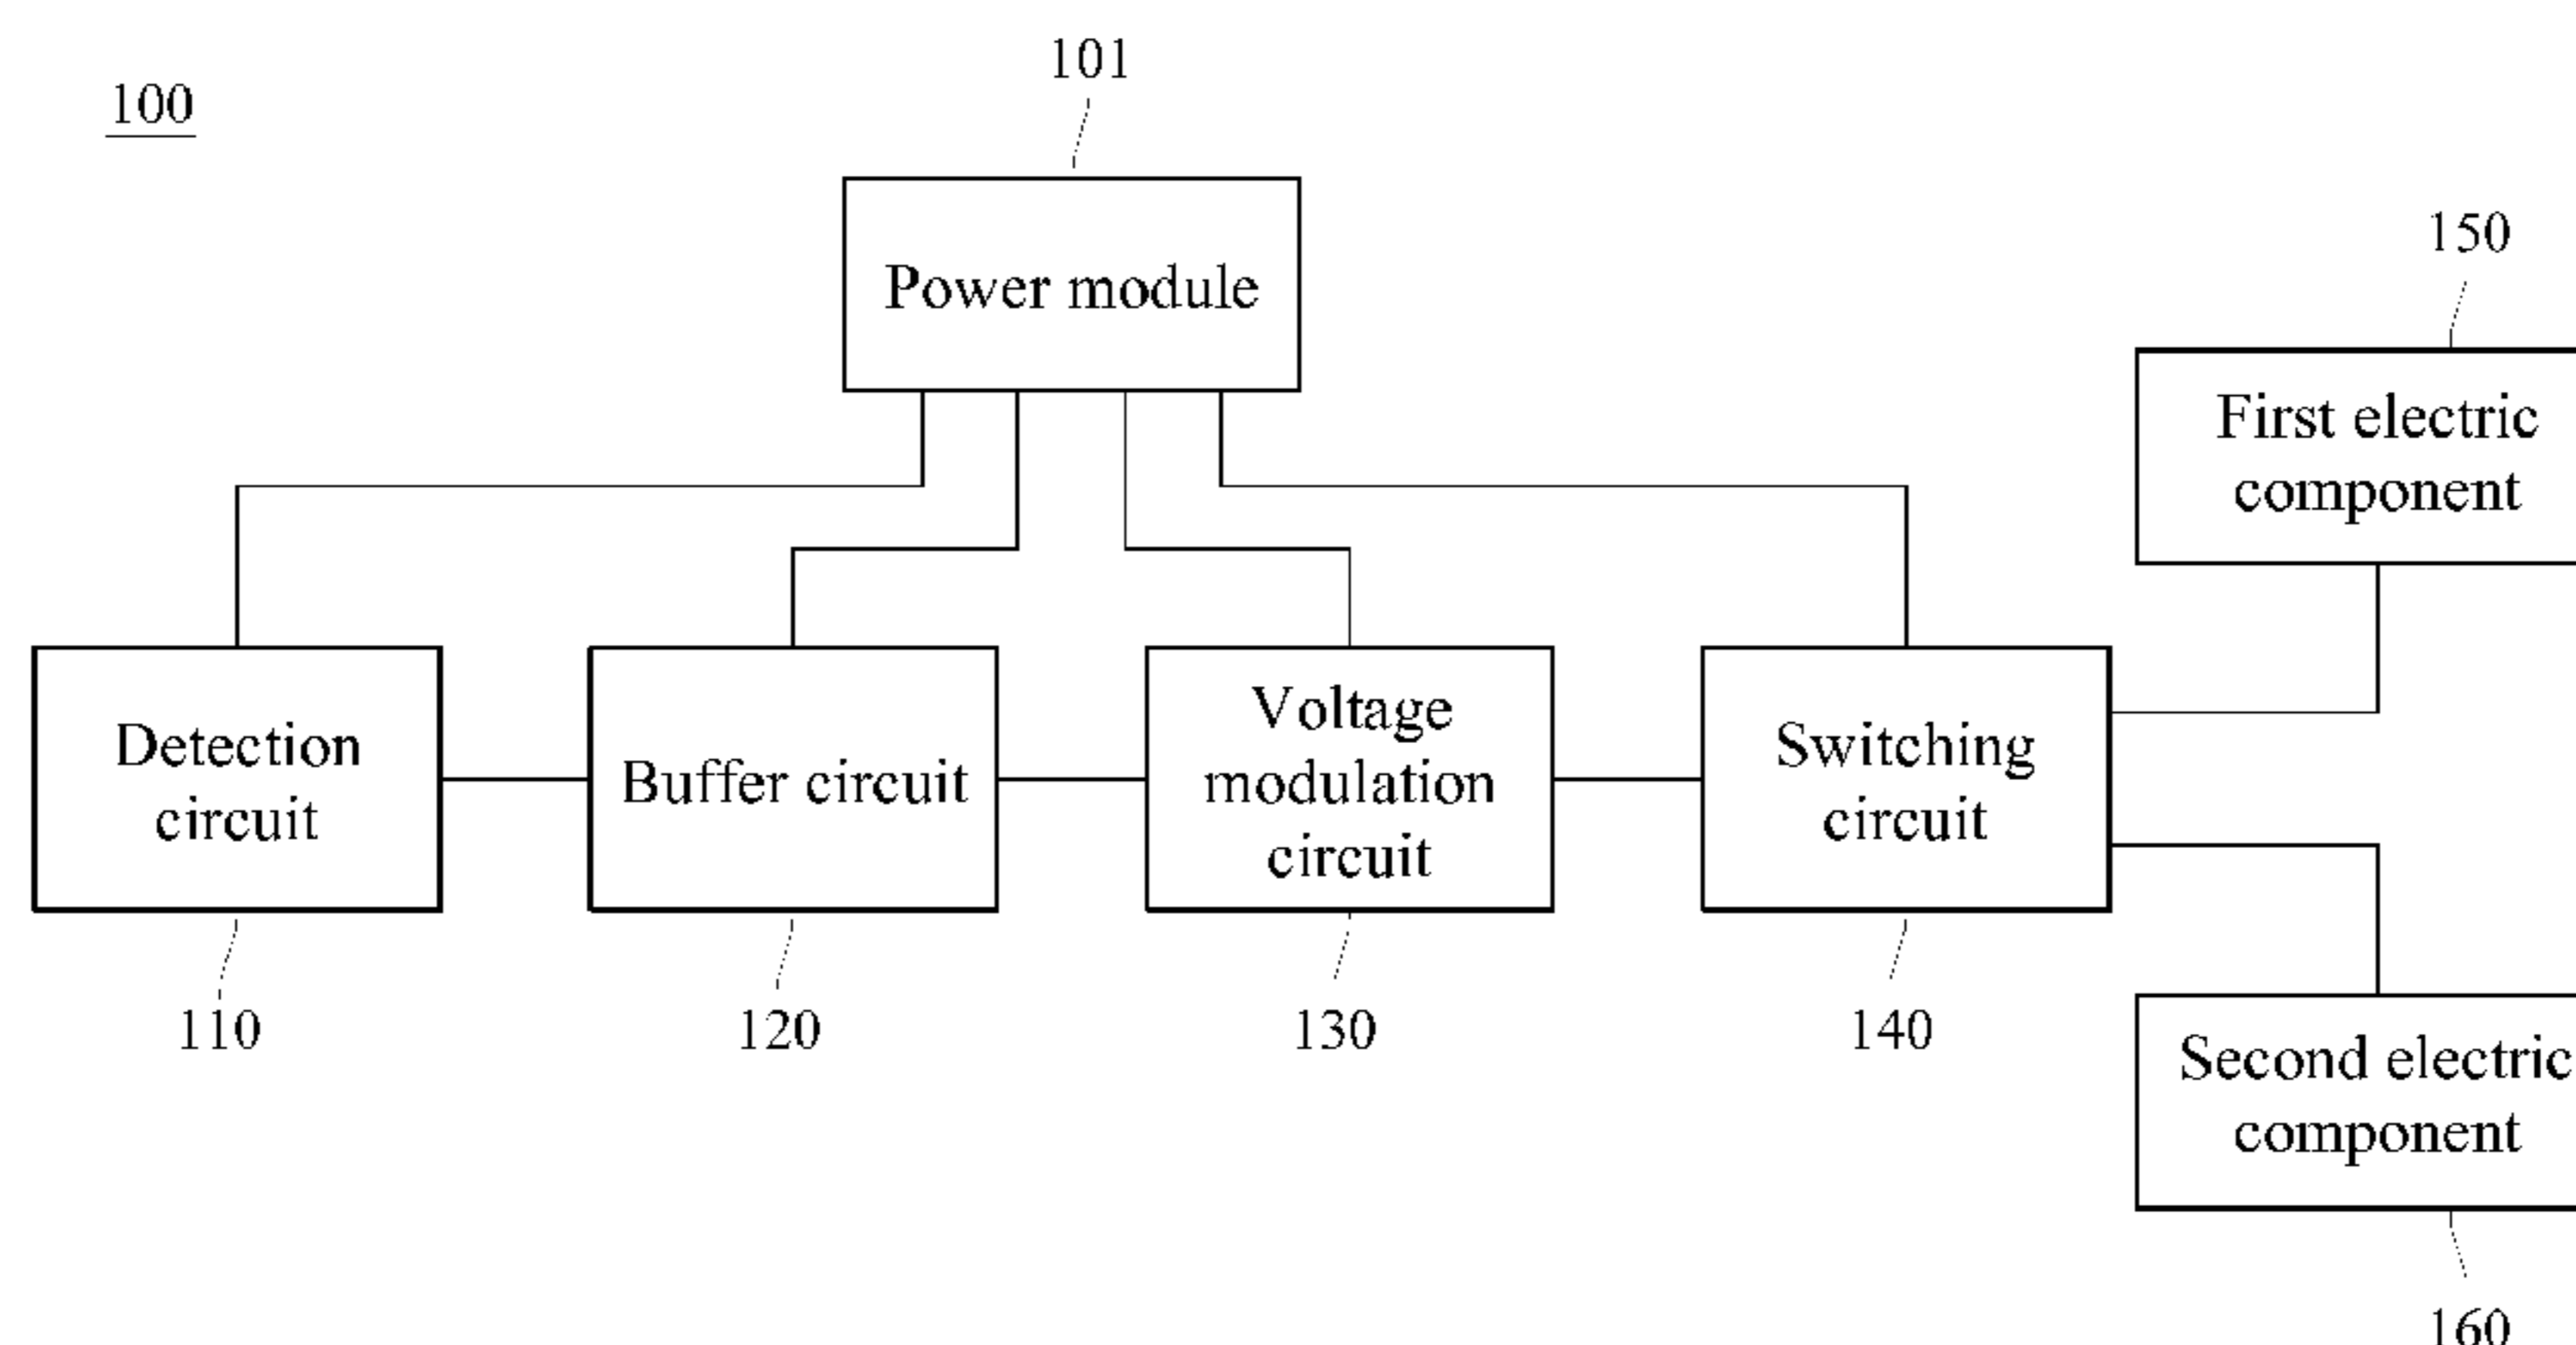 101
100
Power module
150
First electric
component
Detection
circuit
Buffer circuit
Voltage
modulation
circuit
Switching
circuit
110
120
130
140
Second electric
component
160